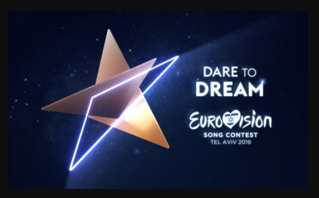 DARE TO
DREAM
EUROVISION
SONG CONTEST
TEL AVIV 2019